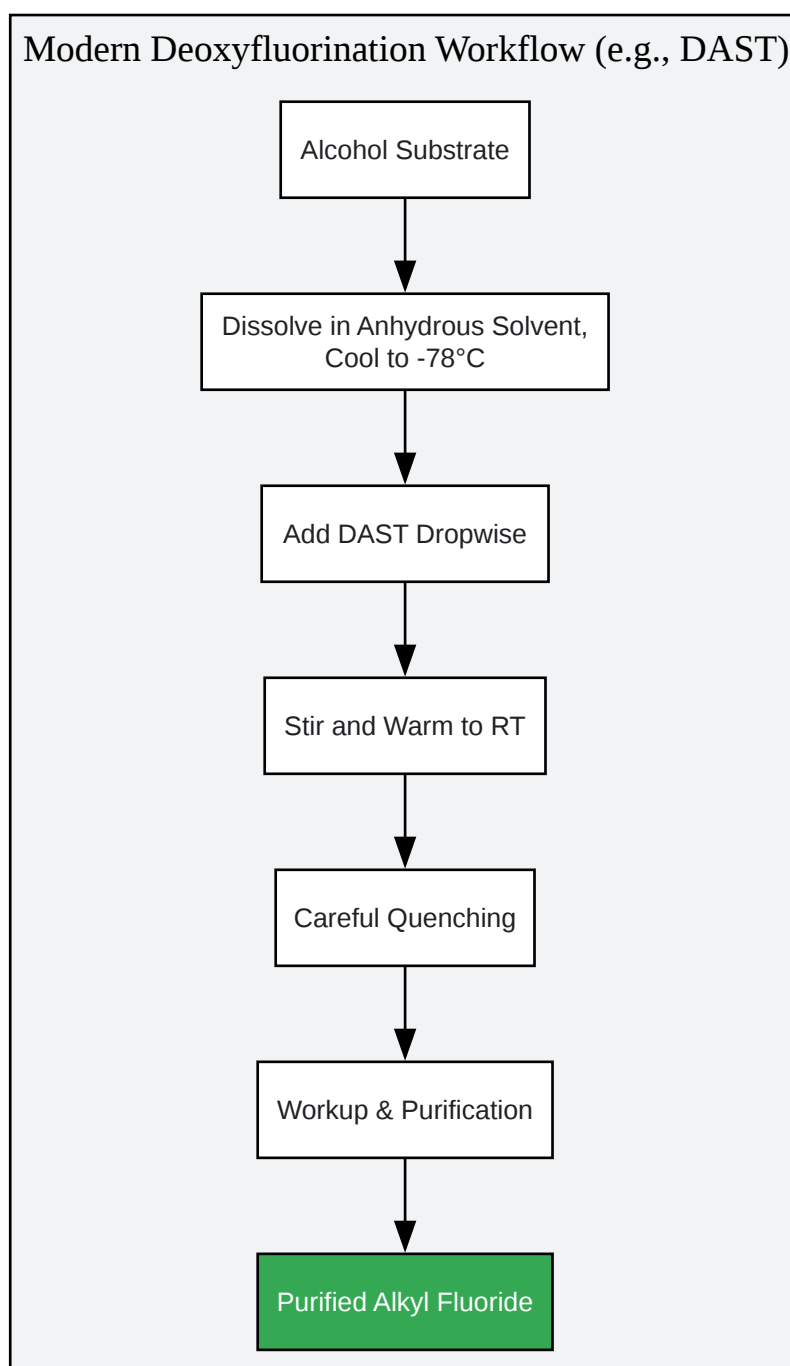 Modern Deoxyfluorination Workflow (e.g., DAST)
Alcohol Substrate
Dissolve in Anhydrous Solvent,
Cool to -78°C
Add DAST Dropwise
Stir and Warm to RT
Careful Quenching
Workup & Purification
Purified Alkyl Fluoride